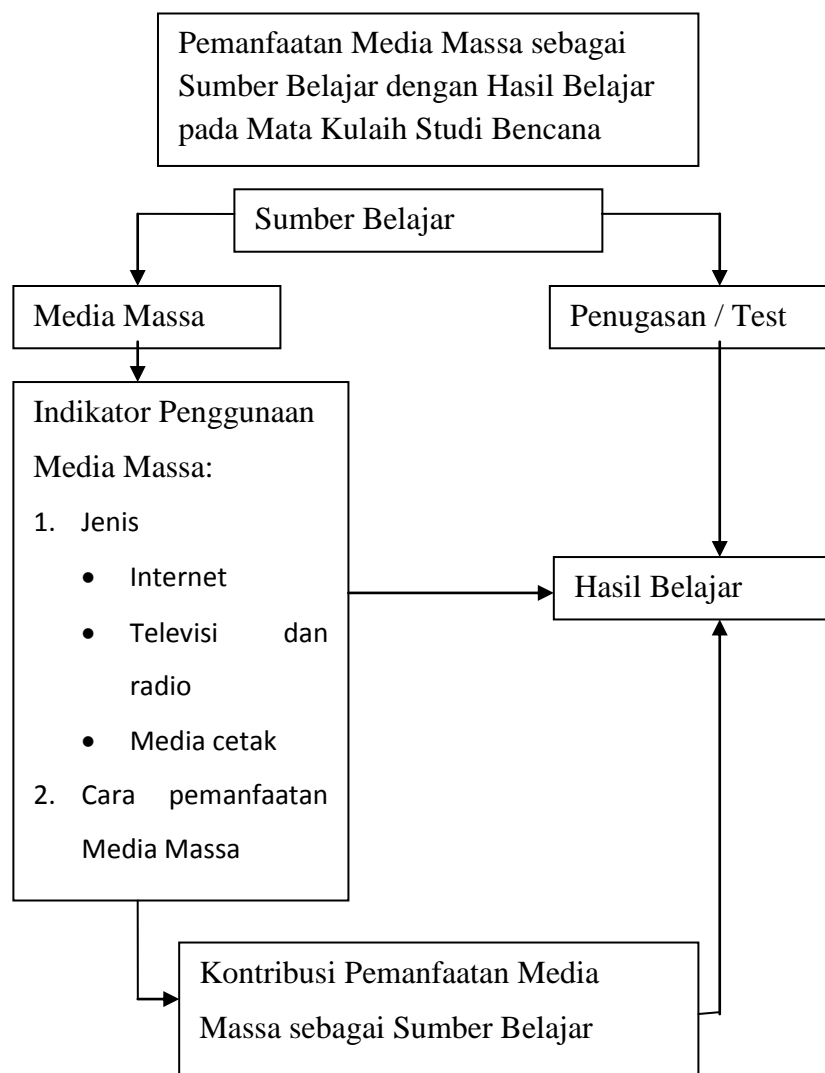 Pemanfaatan Media Massa sebagai
Sumber Belajar dengan Hasil Belajar
pada Mata Kulaih Studi Bencana
Sumber Belajar
Media Massa
Penugasan / Test
Indikator Penggunaan
Media Massa:
1. Jenis
• Internet
• Televisi dan
radio
• Media cetak
2. Cara pemanfaatan
Media Massa
Hasil Belajar
Kontribusi Pemanfaatan Media
Massa sebagai Sumber Belajar